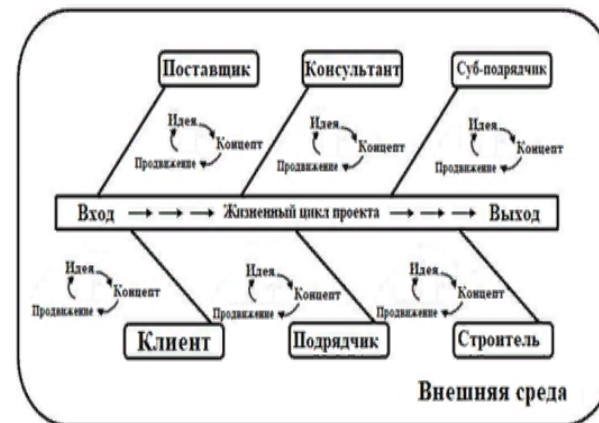 Поставщик Консультант Суб-подрядчик
Идея Идея Идея
Концепт Концепт Концепт
Продвижение Продвижение Продвижение
Вход Жизненный цикл проекта Выход
Идея Идея Идея
Концепт Концепт Концепт
Продвижение Продвижение Продвижение
Клиент Подрядчик Строитель
Внешняя среда